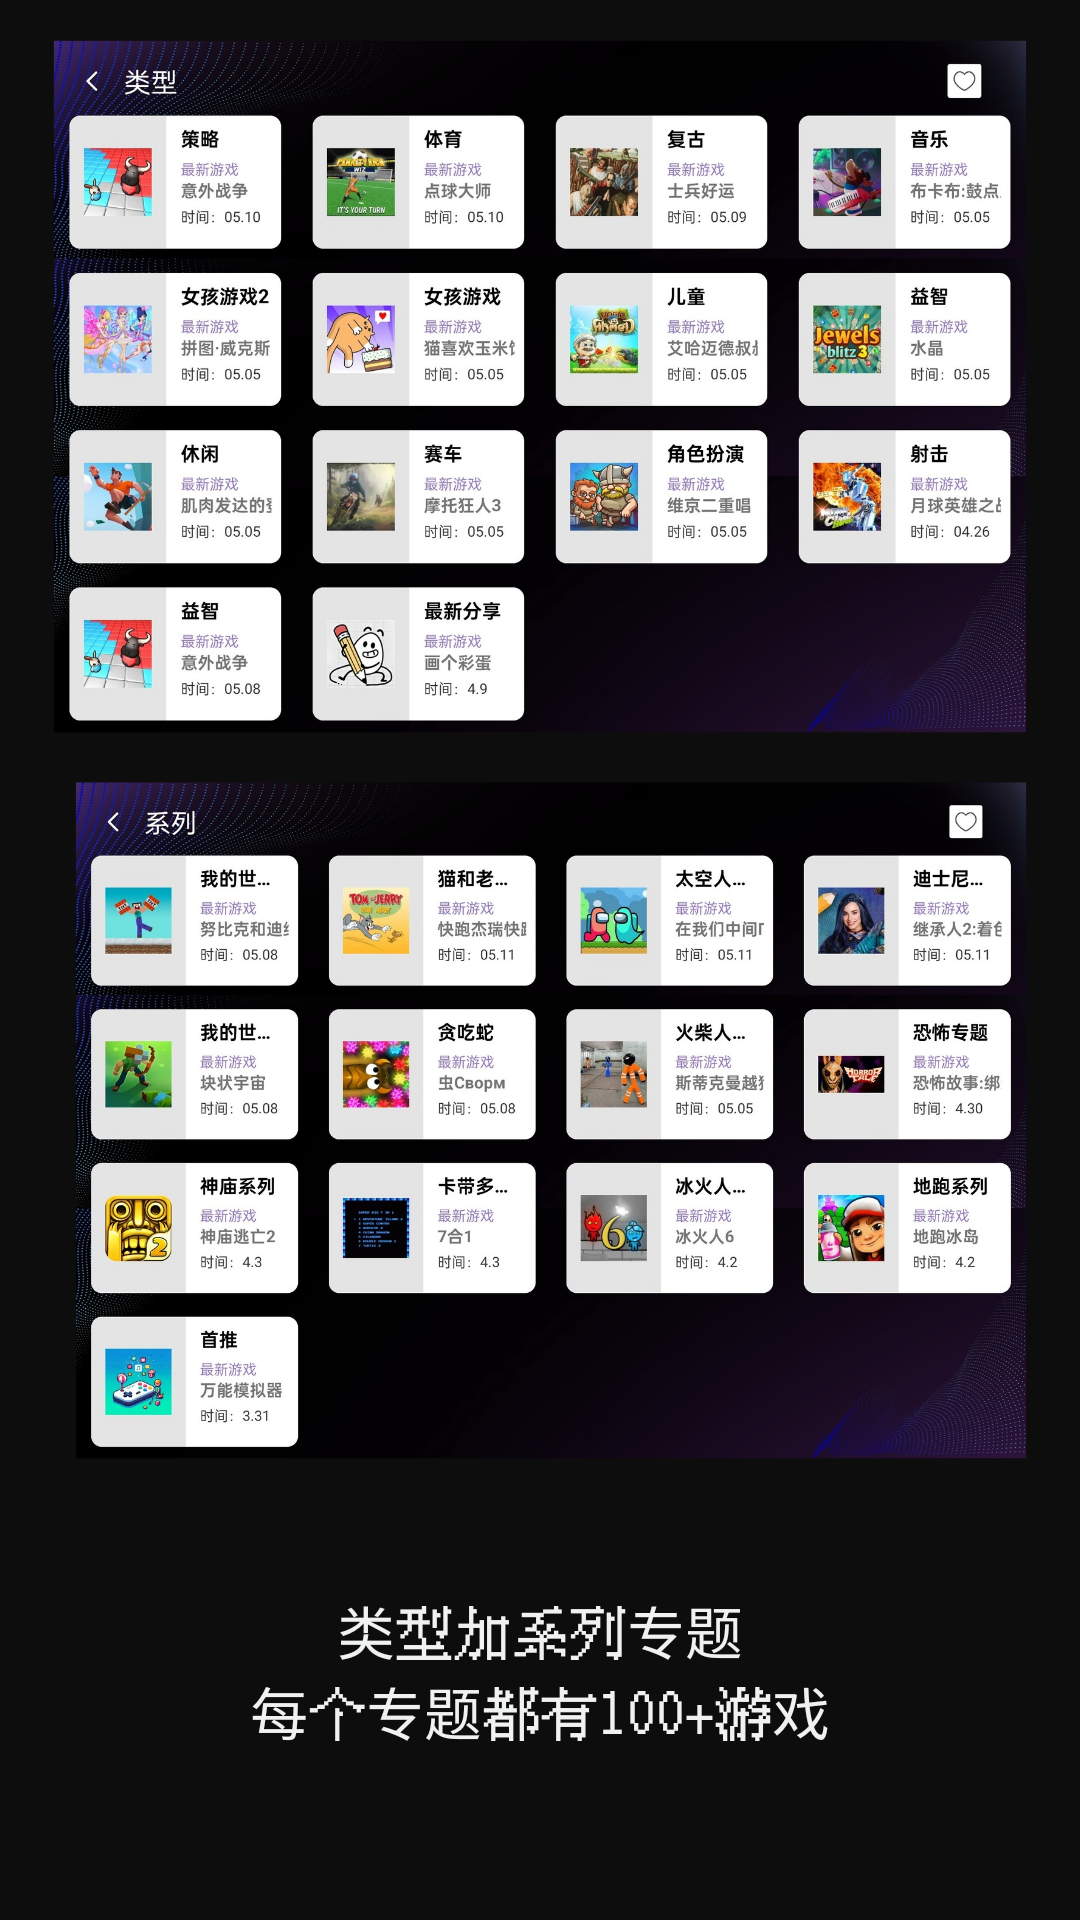 类型
策略
最新游戏
意外战争
时间：05.10
体育
最新游戏
点球大师
时间：05.10
IT'S YOUR TURN
复古
最新游戏
士兵好运
时间：05.09
音乐
最新游戏
布卡布:鼓点
时间：05.05
女孩游戏2
最新游戏
拼图·威克斯
时间：05.05
女孩游戏
最新游戏
猫喜欢玉米
时间：05.05
儿童
最新游戏
艾哈迈德叔
时间：05.05
益智
最新游戏
水晶
时间：05.05
Jewels
blitz 3
休闲
最新游戏
肌肉发达的
时间：05.05
赛车
最新游戏
摩托狂人3
时间：05.05
角色扮演
最新游戏
维京二重唱
时间：05.05
射击
最新游戏
月球英雄之
时间：04.26
益智
最新游戏
意外战争
时间：05.08
最新分享
最新游戏
画个彩蛋
时间：4.9
系列
我的世...
最新游戏
努比克和迪
时间：05.08
猫和老...
最新游戏
快跑杰瑞快
时间：05.11
TOM and JERRY
太空人...
最新游戏
在我们中间
时间：05.11
迪士尼...
最新游戏
继承人2:着
时间：05.11
我的世...
最新游戏
块状宇宙
时间：05.08
贪吃蛇
最新游戏
虫Сворм
时间：05.08
火柴人...
最新游戏
斯蒂克曼越
时间：05.05
恐怖专题
最新游戏
恐怖故事:绑
时间：4.30
HORROR
TALE
神庙系列
最新游戏
神庙逃亡2
时间：4.3
2
卡带多...
最新游戏
7合1
时间：4.3
冰火人...
最新游戏
冰火人6
时间：4.2
6
地跑系列
最新游戏
地跑冰岛
时间：4.2
首推
最新游戏
万能模拟器
时间：3.31
类型加系列专题
每个专题都有100+游戏